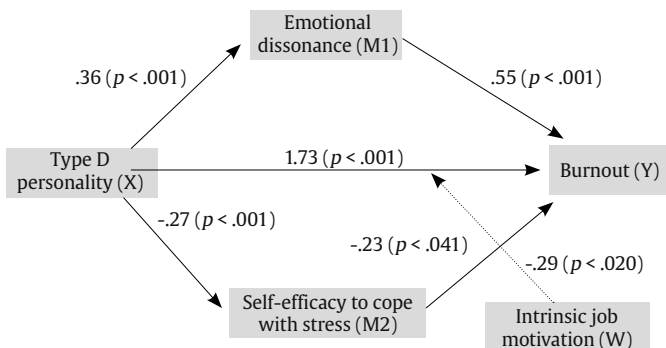 Emotional
dissonance (M1)
.36 (p < .001)
.55 (p < .001)
Type D
personality (X)
1.73 (p < .001)
Burnout (Y)
-.27 (p < .001)
-.23 (p < .041)
-.29 (p < .020)
Self-efficacy to cope
with stress (M2)
Intrinsic job
motivation (W)